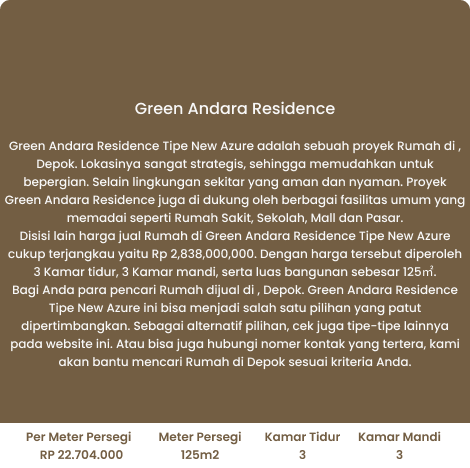 Green Andara Residence
Green Andara Residence Tipe New Azure adalah sebuah proyek Rumah di ,
Depok. Lokasinya sangat strategis, sehingga memudahkan untuk
bepergian. Selain lingkungan sekitar yang aman dan nyaman. Proyek
Green Andara Residence juga di dukung oleh berbagai fasilitas umum yang
memadai seperti Rumah Sakit, Sekolah, Mall dan Pasar.
Disisi lain harga jual Rumah di Green Andara Residence Tipe New Azure
cukup terjangkau yaitu Rp 2,838,000,000. Dengan harga tersebut diperoleh
3 Kamar tidur, 3 Kamar mandi, serta luas bangunan sebesar 125㎡.
Bagi Anda para pencari Rumah dijual di , Depok. Green Andara Residence
Tipe New Azure ini bisa menjadi salah satu pilihan yang patut
dipertimbangkan. Sebagai alternatif pilihan, cek juga tipe-tipe lainnya
pada website ini. Atau bisa juga hubungi nomer kontak yang tertera, kami
akan bantu mencari Rumah di Depok sesuai kriteria Anda.
Per Meter Persegi Meter Persegi Kamar Tidur Kamar Mandi
RP 22.704.000 125m2 3 3